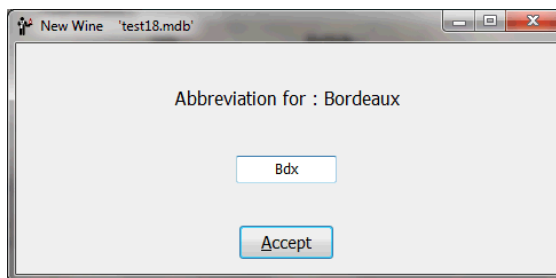 New Wine 'test18.mdb'
Abbreviation for : Bordeaux
Bdx
Accept